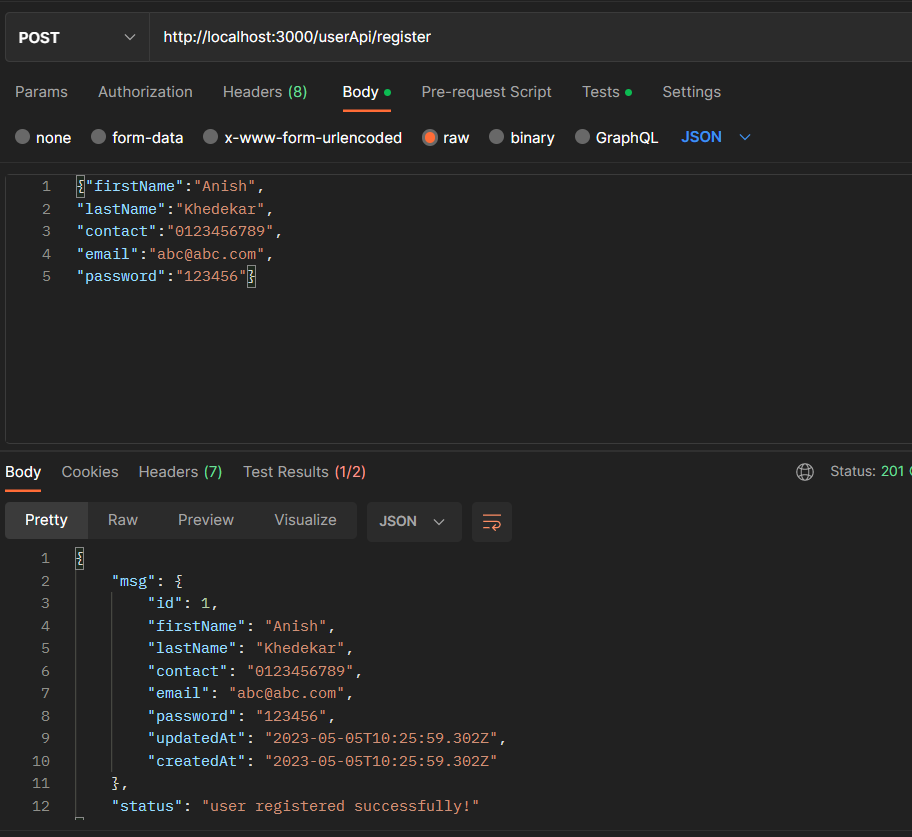 POST http://localhost:3000/userApi/register
Params Authorization Headers (8) Body Pre-request Script Tests Settings
none form-data x-www-form-urlencoded raw binary GraphQL JSON
1 {"firstName":"Anish",
2 "lastName":"Khedekar",
3 "contact":"0123456789",
4 "email":"abc@abc.com",
5 "password":"123456"}
Body Cookies Headers (7) Test Results (1/2) Status: 201
Pretty Raw Preview Visualize JSON
1 {
2 "msg": {
3 "id": 1,
4 "firstName": "Anish",
5 "lastName": "Khedekar",
6 "contact": "0123456789",
7 "email": "abc@abc.com",
8 "password": "123456",
9 "updatedAt": "2023-05-05T10:25:59.302Z",
10 "createdAt": "2023-05-05T10:25:59.302Z"
11 },
12 "status": "user registered successfully!"